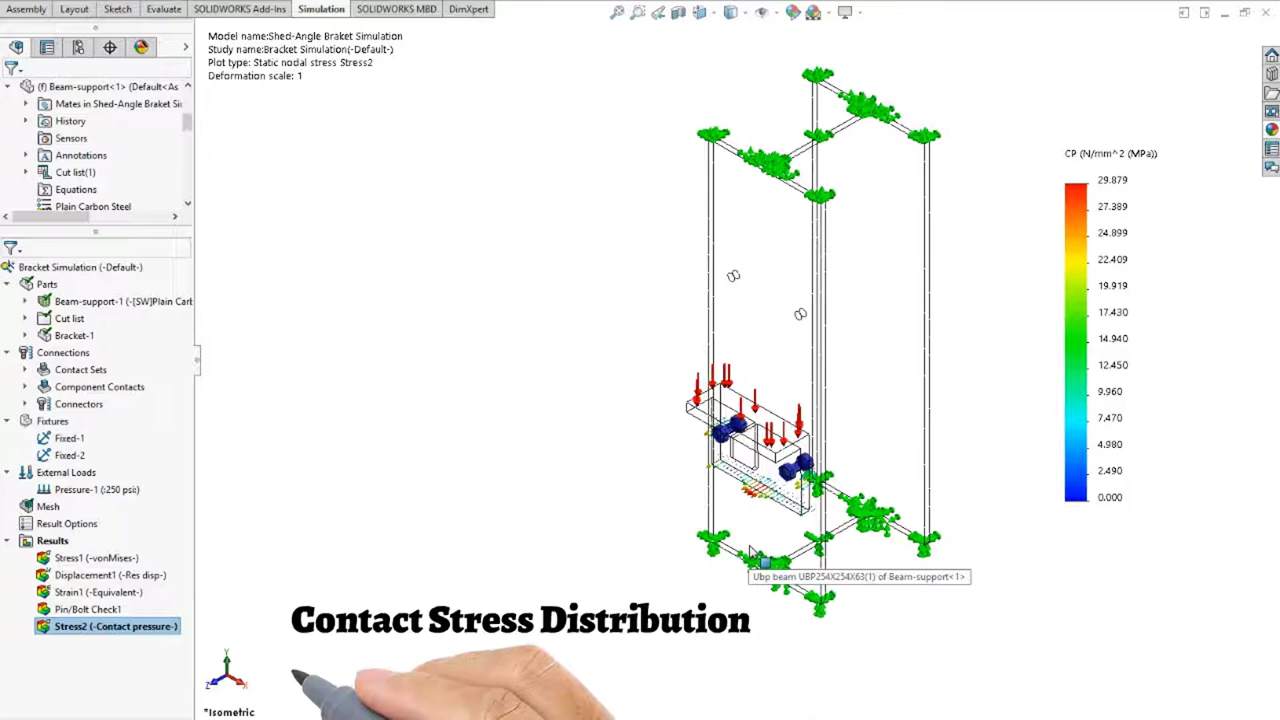 Assembly Layout Sketch Evaluate SOLIDWORKS Add-Ins Simulation SOLIDWORKS MBD DimXpert
Model name:Shed-Angle Braket Simulation
Study name:Bracket Simulation(-Default-)
Plot type: Static nodal stress Stress2
Deformation scale: 1
(f) Beam-support<1> (Default<As
Mates in Shed-Angle Braket Sir
History
Sensors
Annotations
Cut list(1)
Equations
Plain Carbon Steel
Bracket Simulation (-Default-)
Parts
Beam-support-1 (-[SW]Plain Cart
Cut list
Bracket-1
Connections
Contact Sets
Component Contacts
Connectors
Fixtures
Fixed-1
Fixed-2
External Loads
Pressure-1 (:250 psi:)
Mesh
Result Options
Results
Stress1 (-vonMises-)
Displacement1 (-Res disp-)
Strain1 (-Equivalent-)
Pin/Bolt Check1
Stress2 (-Contact pressure-)
CP (N/mm^2 (MPa))
29.879
27.389
24.899
22.409
19.920
17.430
14.940
12.450
9.960
7.470
4.980
2.490
0.000
Ubp beam UBP254X254X63(1) of Beam-support<1>
Contact Stress Distribution
Y
Z
X
*Isometric